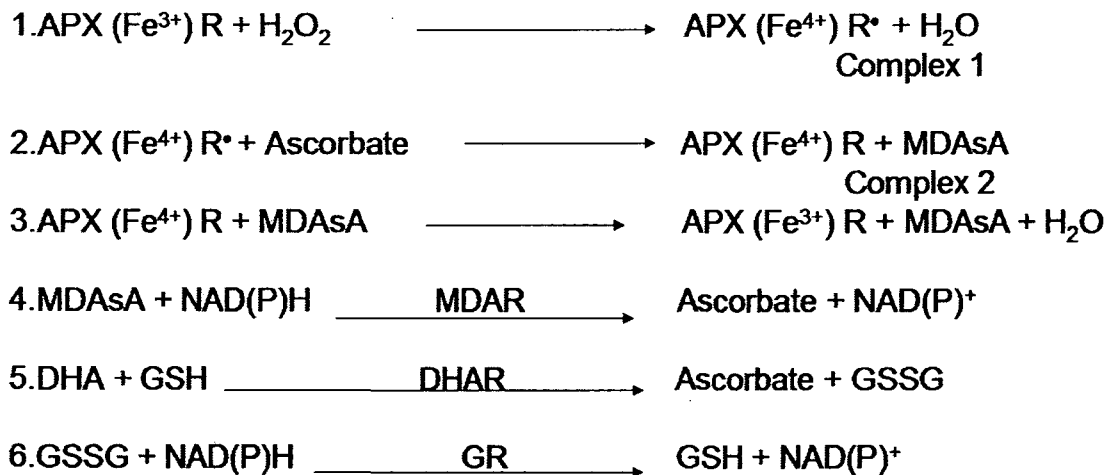 1.APX (Fe³⁺) R + H₂O₂ ⟶ APX (Fe⁴⁺) R• + H₂O
Complex 1
2.APX (Fe⁴⁺) R• + Ascorbate ⟶ APX (Fe⁴⁺) R + MDAsA
Complex 2
3.APX (Fe⁴⁺) R + MDAsA ⟶ APX (Fe³⁺) R + MDAsA + H₂O
4.MDAsA + NAD(P)H MDAR ⟶ Ascorbate + NAD(P)⁺
5.DHA + GSH DHAR ⟶ Ascorbate + GSSG
6.GSSG + NAD(P)H GR ⟶ GSH + NAD(P)⁺